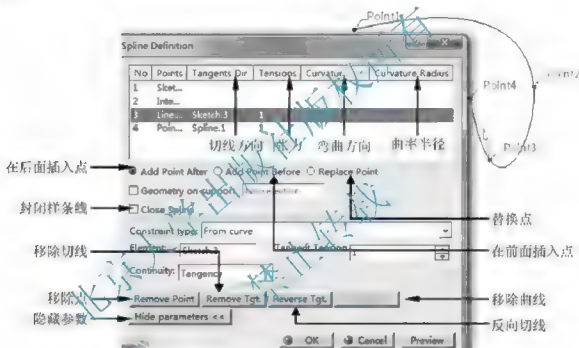 Point1
Spline Definition
No Points Tangents Dir Tensions Curvatur... Curvature Radius
1 Sket...
2 Inte...
3 Line... Sketch.3 1
4 Poin... Spline.1
Point4
Point3
切线方向 张力 弯曲方向 曲率半径
在后面插入点
Add Point After Add Point Before Replace Point
Geometry on support
封闭样条线
Close Spline
替换点
Constraint type: From curve
移除切线
Element: Sketch.3 Tangent Tension 1
在前面插入点
Continuity: Tangency
移除点
Remove Point Remove Tgt. Reverse Tgt.
移除曲线
隐藏参数
Hide parameters <<
反向切线
OK Cancel Preview